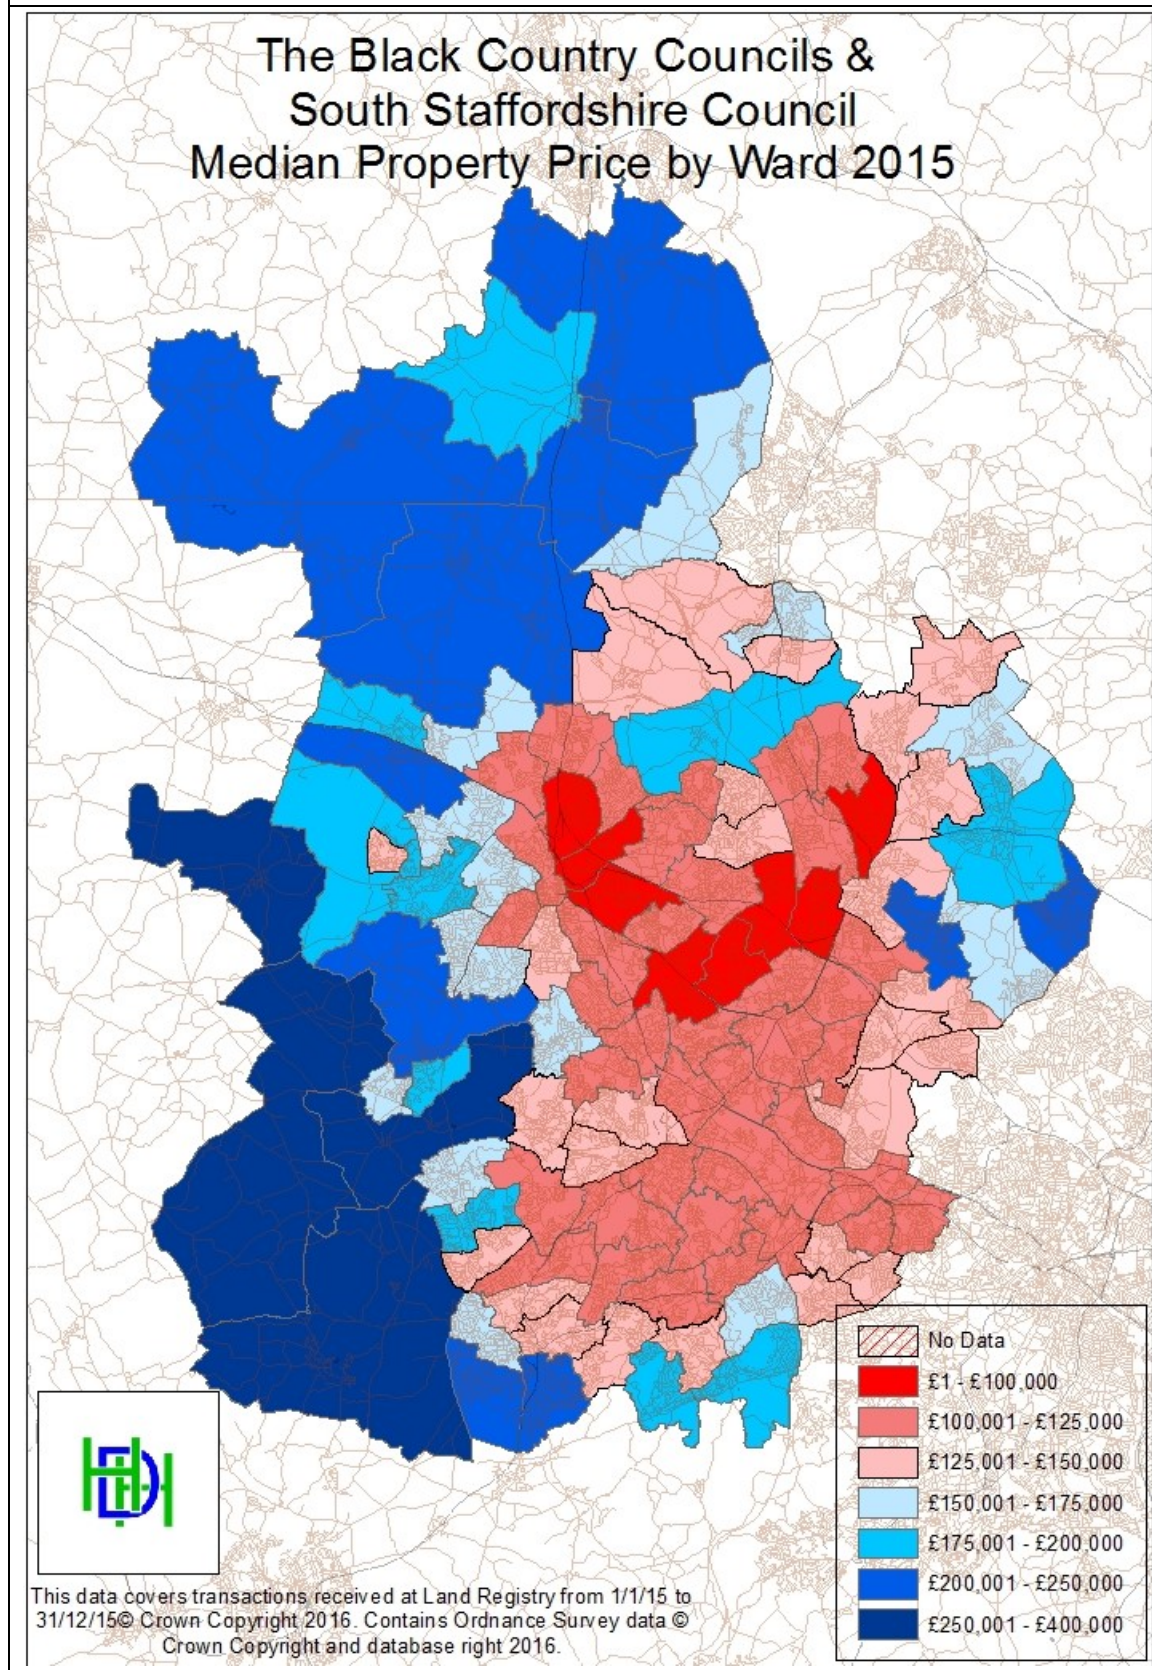 The Black Country Councils &
South Staffordshire Council
Median Property Price by Ward 2015
No Data
£1 - £100,000
£100,001 - £125,000
£125,001 - £150,000
£150,001 - £175,000
£175,001 - £200,000
£200,001 - £250,000
£250,001 - £400,000
HDH
This data covers transactions received at Land Registry from 1/1/15 to
31/12/15© Crown Copyright 2016. Contains Ordnance Survey data ©
Crown Copyright and database right 2016.